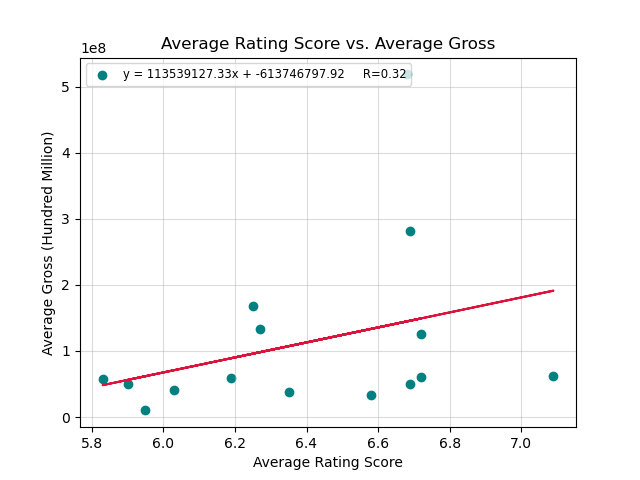 Average Rating Score vs. Average Gross
1e8
y = 113539127.33x + -613746797.92 R=0.32
5
4
3
2
1
0
Average Gross (Hundred Million)
5.8 6.0 6.2 6.4 6.6 6.8 7.0
Average Rating Score